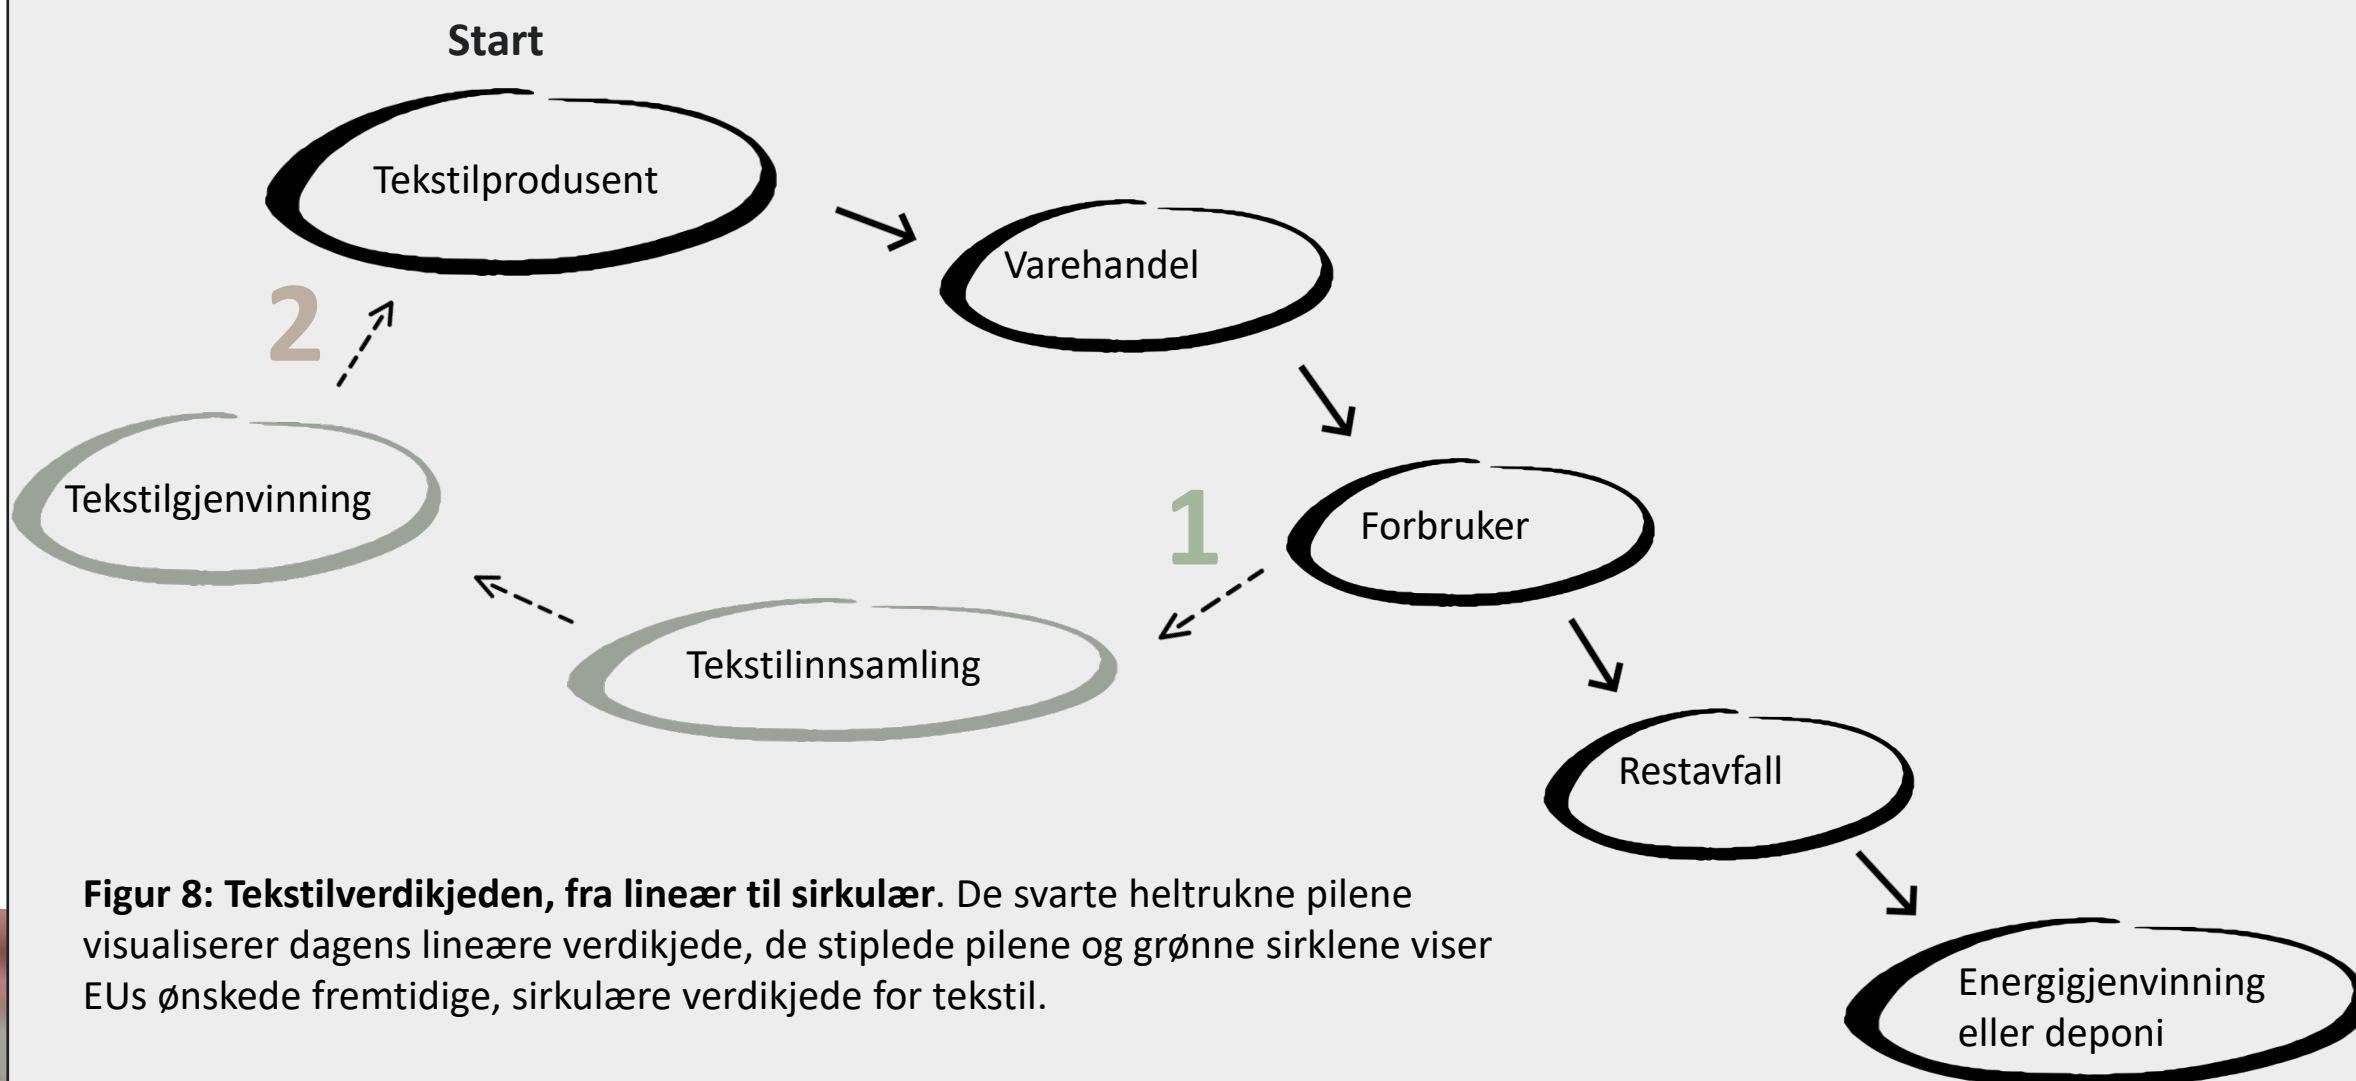 Start
Tekstilprodusent
Varehandel
2
Tekstilgjenvinning
1
Forbruker
Tekstilinnsamling
Restavfall
Figur 8: Tekstilverdikjeden, fra lineær til sirkulær. De svarte heltrukne pilene
visualiserer dagens lineære verdikjede, de stiplede pilene og grønne sirklene viser
EUs ønskede fremtidige, sirkulære verdikjede for tekstil.
Energigjenvinning
eller deponi